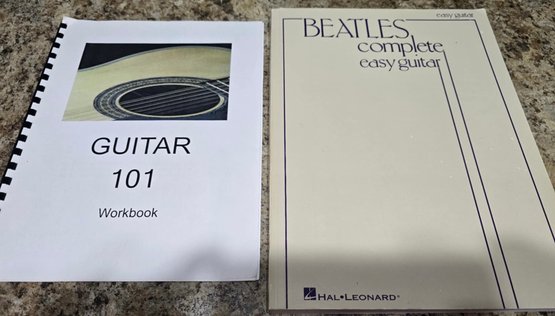 GUITAR
101
Workbook
easy guitar
BEATLES
complete
easy guitar
HAL•LEONARD®